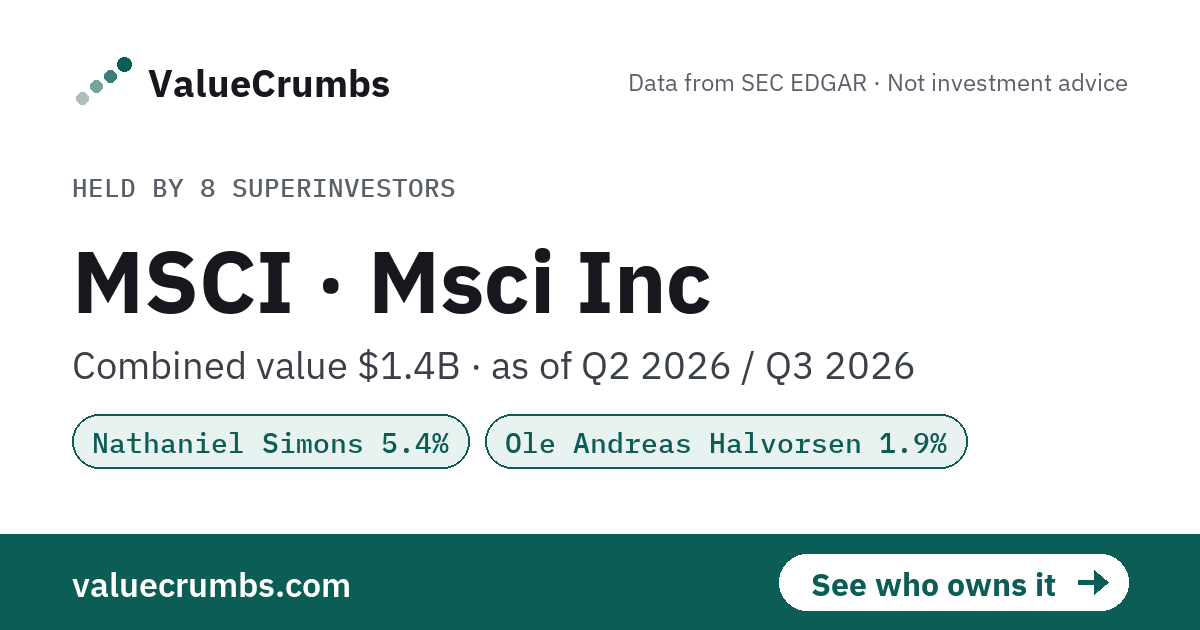 ValueCrumbs
Data from SEC EDGAR · Not investment advice
HELD BY 8 SUPERINVESTORS
MSCI · Msci Inc
Combined value $1.4B · as of Q2 2026 / Q3 2026
Nathaniel Simons 5.4%
Ole Andreas Halvorsen 1.9%
valuecrumbs.com
See who owns it →